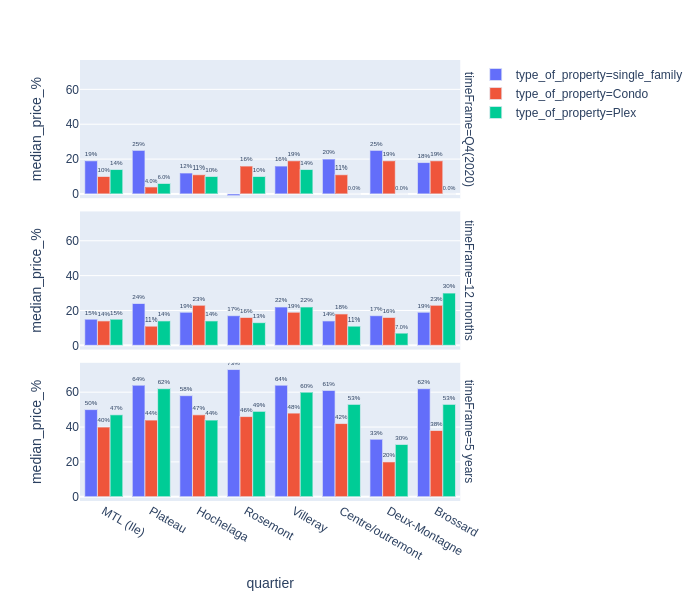 type_of_property=single_family
type_of_property=Condo
type_of_property=Plex
median_price_%
60
40
20
0
19% 10% 14% 25% 4.0% 6.0% 12% 11% 10% 16% 10% 16% 19% 14% 20% 11% 0.0% 25% 19% 0.0% 18% 19% 0.0%
timeFrame=Q4(2020)
median_price_%
60
40
20
0
15% 14% 15% 24% 11% 14% 19% 23% 14% 17% 16% 13% 22% 19% 22% 14% 18% 11% 17% 16% 7.0% 19% 23% 30%
timeFrame=12 months
median_price_%
60
40
20
0
50% 40% 47% 64% 44% 62% 58% 47% 44% 46% 49% 64% 48% 60% 61% 42% 53% 33% 20% 30% 62% 38% 53%
timeFrame=5 years
MTL (Ile)
Plateau
Hochelaga
Rosemont
Villeray
Centre/outremont
Deux-Montagne
Brossard
quartier